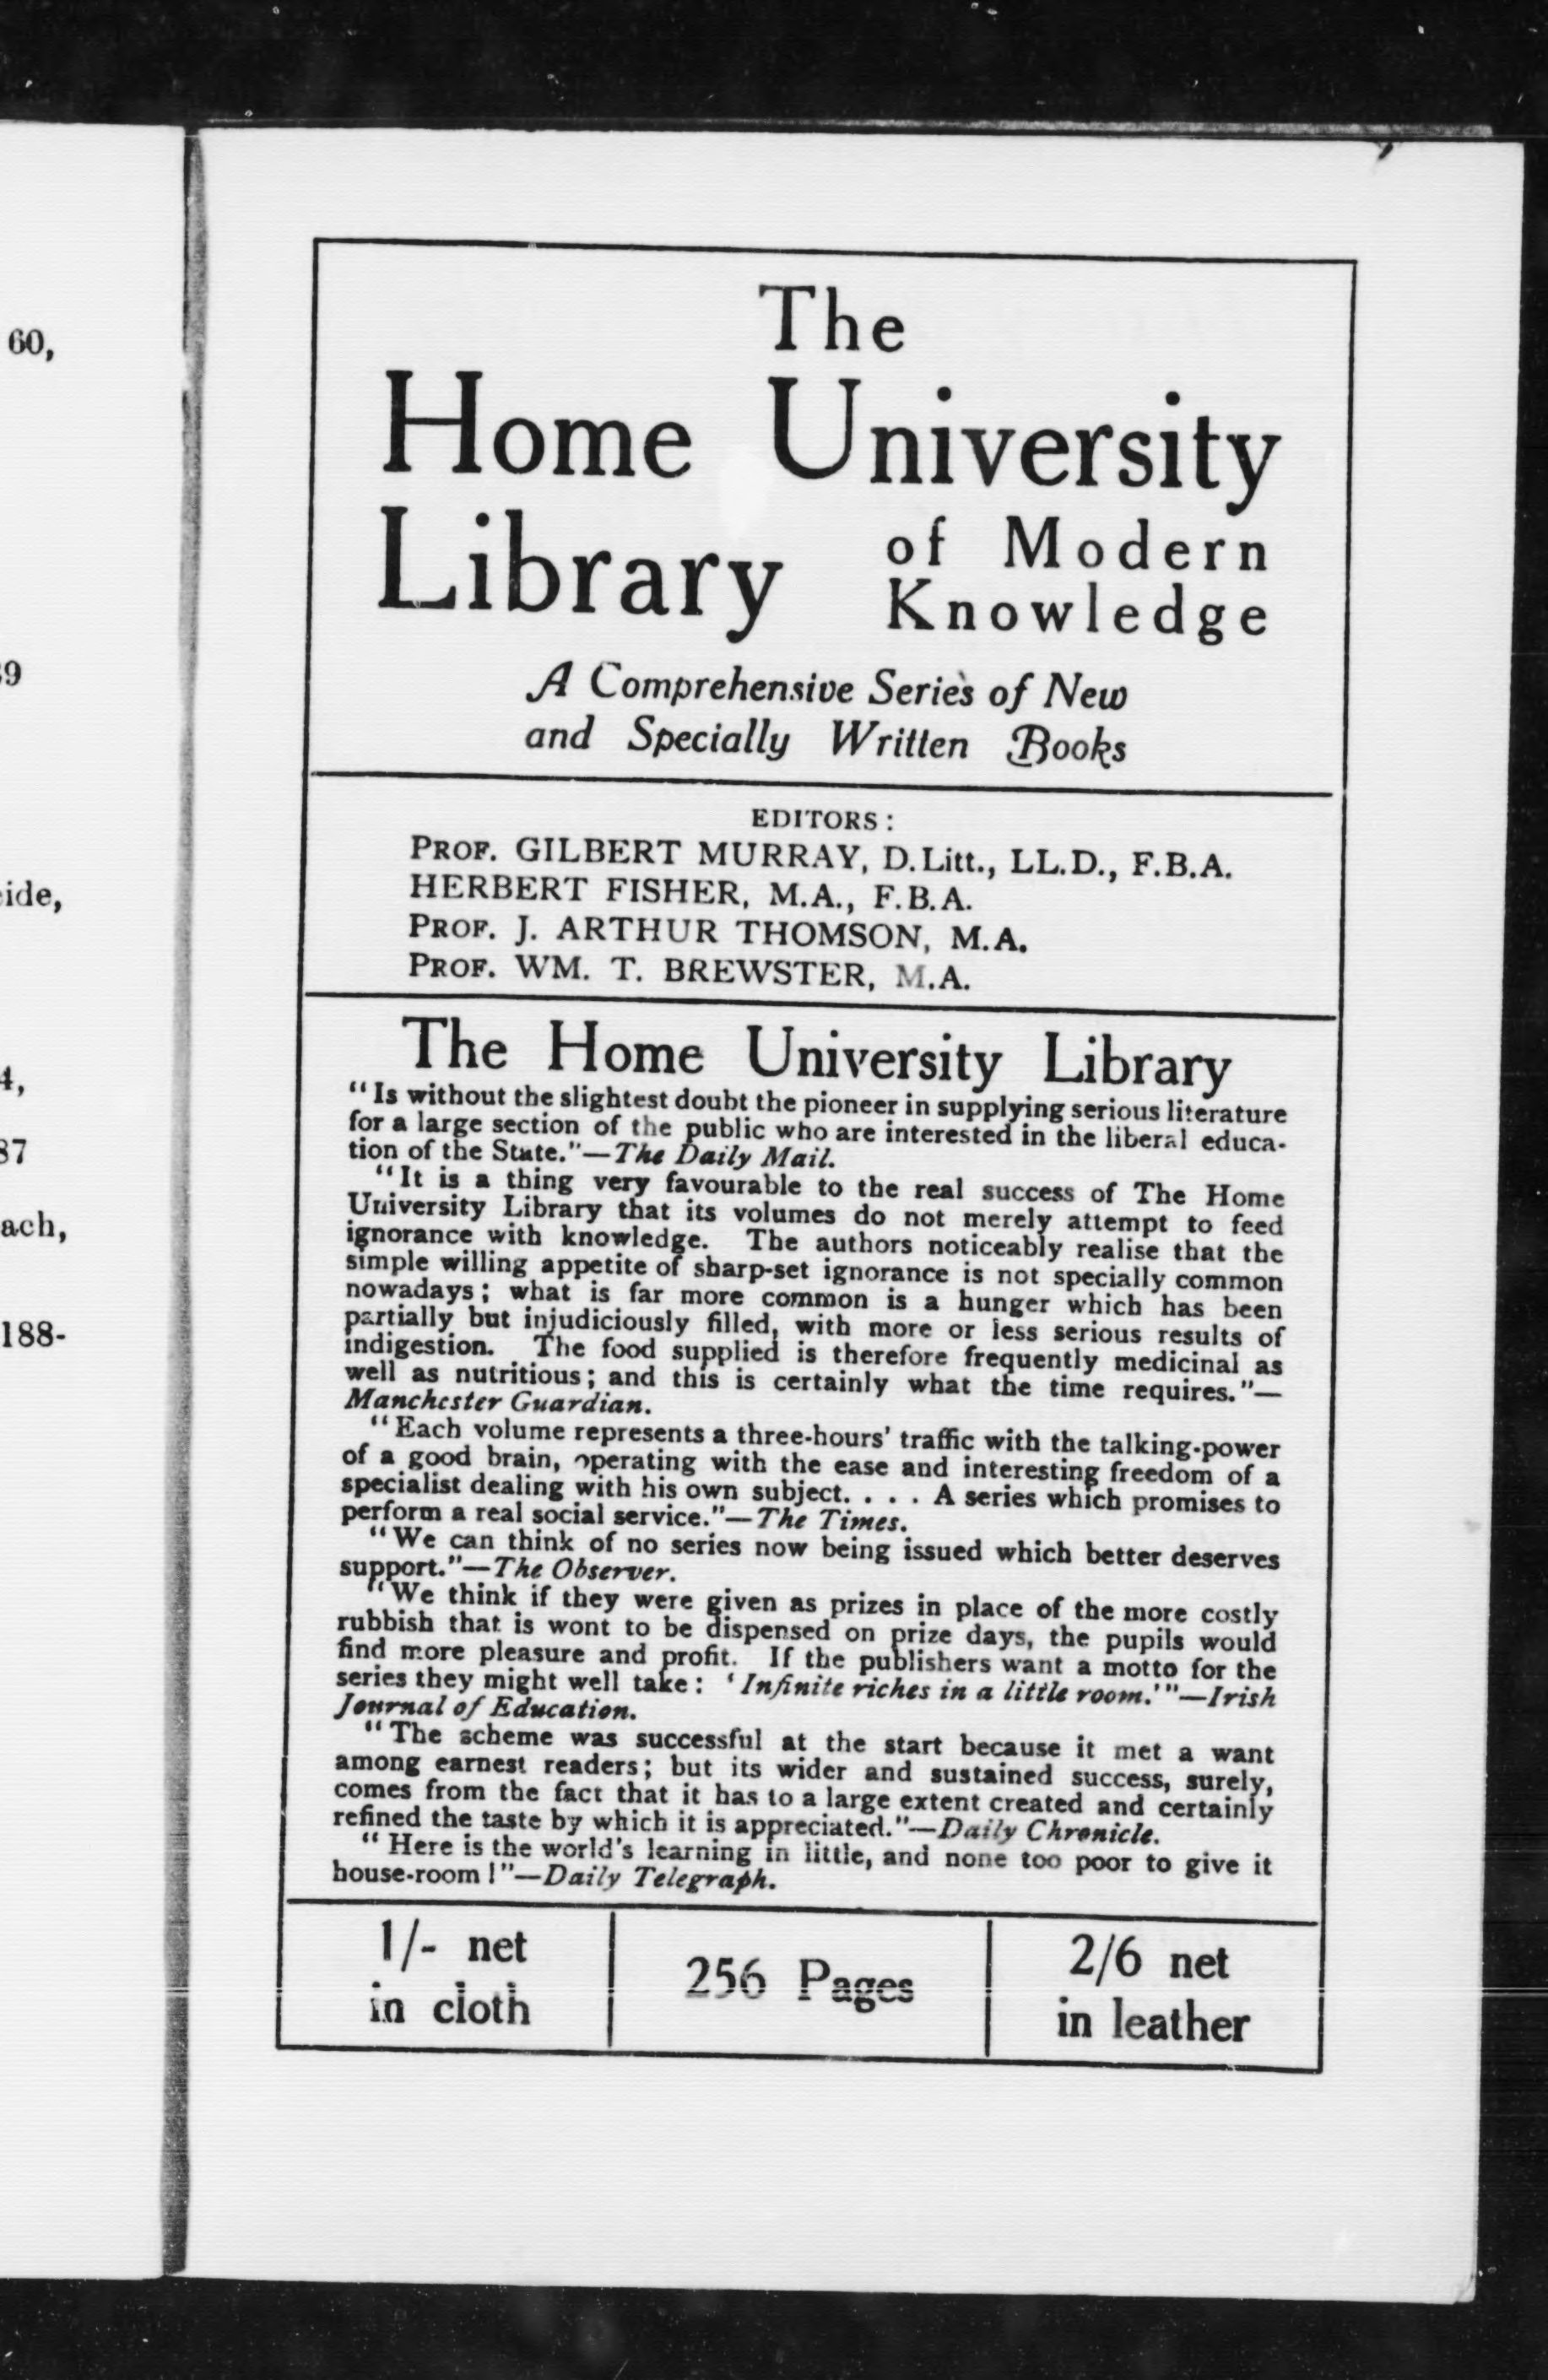 60,
9
ide,
4,
37
ach,
188-
The
Home University
Library
of Modern
Knowledge
A Comprehensive Series of New
and Specially Written Books
EDITORS:
PROF. GILBERT MURRAY, D.Litt., LL.D., F.B.A.
HERBERT FISHER, M.A., F.B.A.
PROF. J. ARTHUR THOMSON, M.A.
PROF. WM. T. BREWSTER, M.A.
The Home University Library
"Is without the slightest doubt the pioneer in supplying serious literature
for a large section of the public who are interested in the liberal educa-
tion of the State."—The Daily Mail.
"It is a thing very favourable to the real success of The Home
University Library that its volumes do not merely attempt to feed
ignorance with knowledge. The authors noticeably realise that the
simple willing appetite of sharp-set ignorance is not specially common
nowadays; what is far more common is a hunger which has been
partially but injudiciously filled, with more or less serious results of
indigestion. The food supplied is therefore frequently medicinal as
well as nutritious; and this is certainly what the time requires."—
Manchester Guardian.
"Each volume represents a three-hours' traffic with the talking-power
of a good brain, operating with the ease and interesting freedom of a
specialist dealing with his own subject. . . . A series which promises to
perform a real social service."—The Times.
"We can think of no series now being issued which better deserves
support."—The Observer.
"We think if they were given as prizes in place of the more costly
rubbish that is wont to be dispensed on prize days, the pupils would
find more pleasure and profit. If the publishers want a motto for the
series they might well take: 'Infinite riches in a little room.'"—Irish
Journal of Education.
"The scheme was successful at the start because it met a want
among earnest readers; but its wider and sustained success, surely,
comes from the fact that it has to a large extent created and certainly
refined the taste by which it is appreciated."—Daily Chronicle.
"Here is the world's learning in little, and none too poor to give it
house-room!"—Daily Telegraph.
1/- net
in cloth
256 Pages
2/6 net
in leather